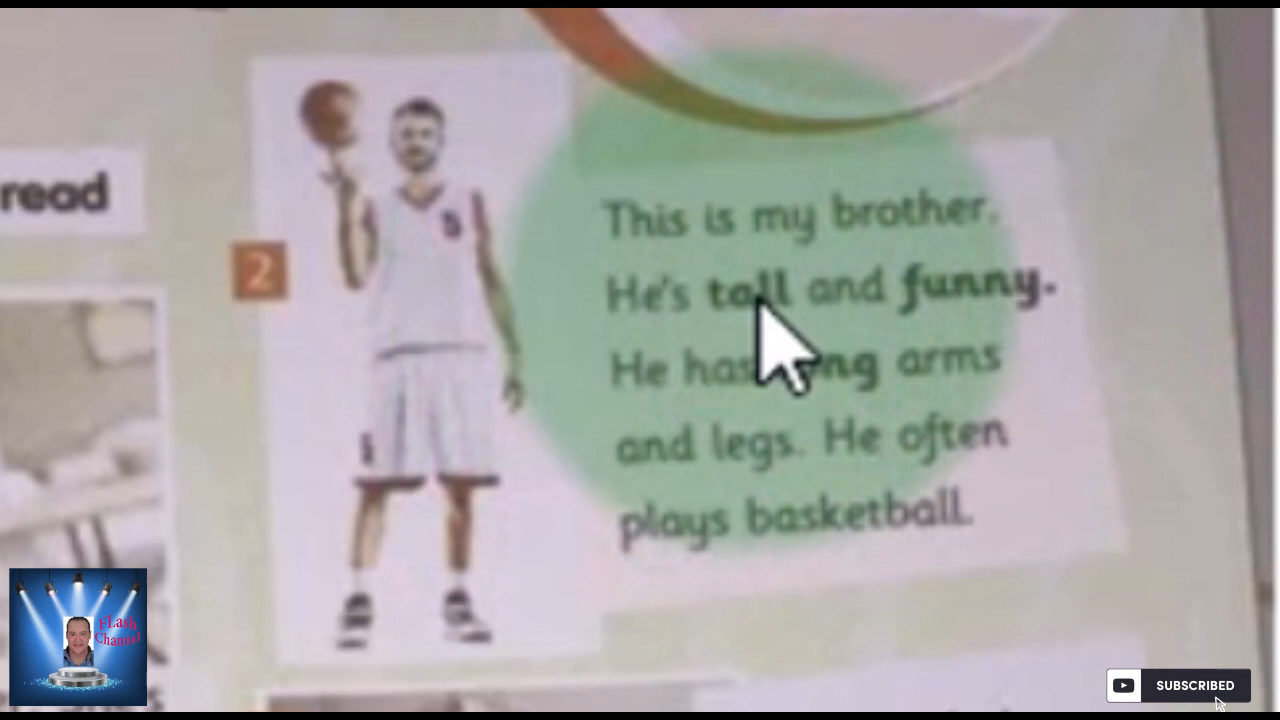 read
2
5
This is my brother.
He's tall and funny.
He has arms
and legs. He often
plays basketball.
FLash
Channel
SUBSCRIBED